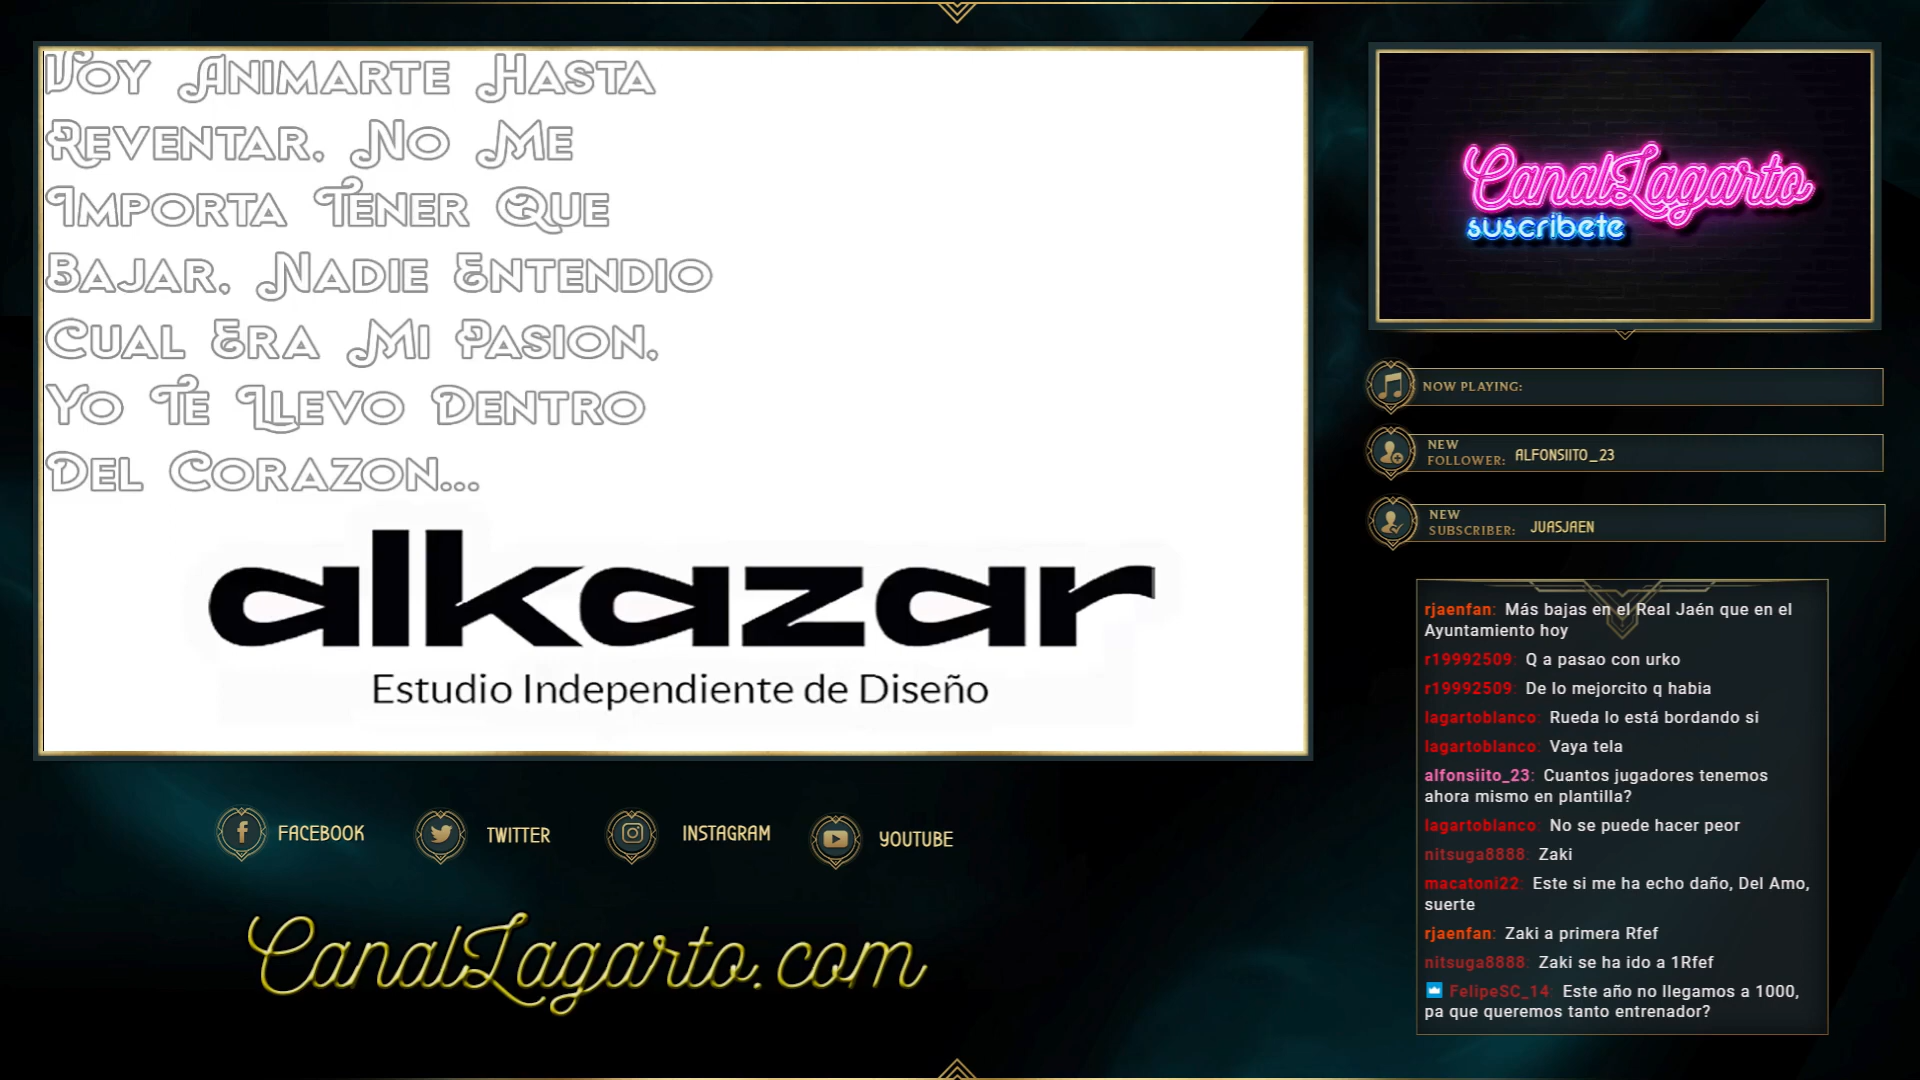 Voy Animarte Hasta
Reventar. No Me
Importa Tener Que
Bajar. Nadie Entendio
Cual Era Mi Pasion.
Yo Te Llevo Dentro
Del Corazon...
alkazar
Estudio Independiente de Diseño
CanalLagarto
suscribete
NOW PLAYING:
NEW
FOLLOWER: ALFONSIITO_23
NEW
SUBSCRIBER: JUASJAEN
rjaenfan: Más bajas en el Real Jaén que en el
Ayuntamiento hoy
r19992509: Q a pasao con urko
r19992509: De lo mejorcito q habia
lagartoblanco: Rueda lo está bordando si
lagartoblanco: Vaya tela
alfonsiito_23: Cuantos jugadores tenemos
ahora mismo en plantilla?
lagartoblanco: No se puede hacer peor
nitsuga8888: Zaki
macatoni22: Este si me ha echo daño, Del Amo,
suerte
rjaenfan: Zaki a primera Rfef
nitsuga8888: Zaki se ha ido a 1Rfef
FelipeSC_14: Este año no llegamos a 1000,
pa que queremos tanto entrenador?
FACEBOOK
TWITTER
INSTAGRAM
YOUTUBE
CanalLagarto.com